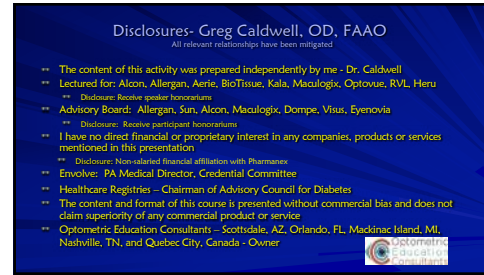 Disclosures- Greg Caldwell, OD, FAAO
All relevant relationships have been mitigated
The content of this activity was prepared independently by me - Dr. Caldwell
Lectured for: Alcon, Allergan, Aerie, BioTissue, Kala, Maculogix, Optovue, RVL, Heru
Disclosure: Receive speaker honorariums
Advisory Board: Allergan, Sun, Alcon, Maculogix, Dompe, Visus, Eyenovia
Disclosure: Receive participant honorariums
I have no direct financial or proprietary interest in any companies, products or services
mentioned in this presentation
Disclosure: Non-salaried financial affiliation with Pharmanex
Envolve: PA Medical Director, Credential Committee
Healthcare Registries – Chairman of Advisory Council for Diabetes
The content and format of this course is presented without commercial bias and does not
claim superiority of any commercial product or service
Optometric Education Consultants – Scottsdale, AZ, Orlando, FL, Mackinac Island, MI,
Nashville, TN, and Quebec City, Canada - Owner
Optometric
Education
Consultants